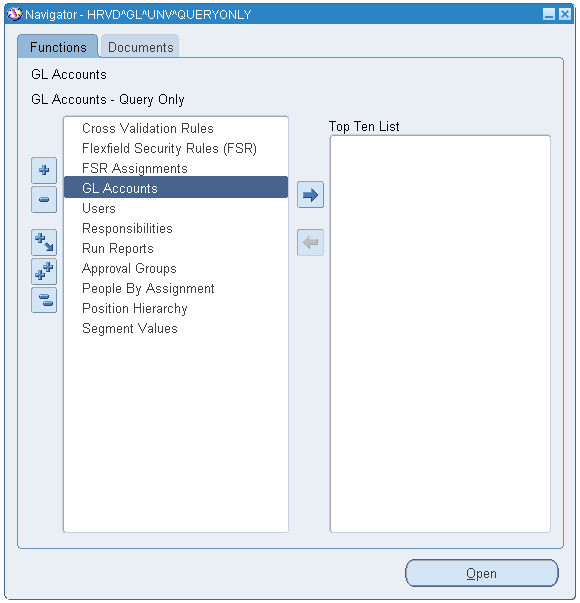 Navigator - HRVD^GL^UNV^QUERYONLY
Functions
Documents
GL Accounts
GL Accounts - Query Only
Top Ten List
Cross Validation Rules
Flexfield Security Rules (FSR)
FSR Assignments
GL Accounts
Users
Responsibilities
Run Reports
Approval Groups
People By Assignment
Position Hierarchy
Segment Values
Open